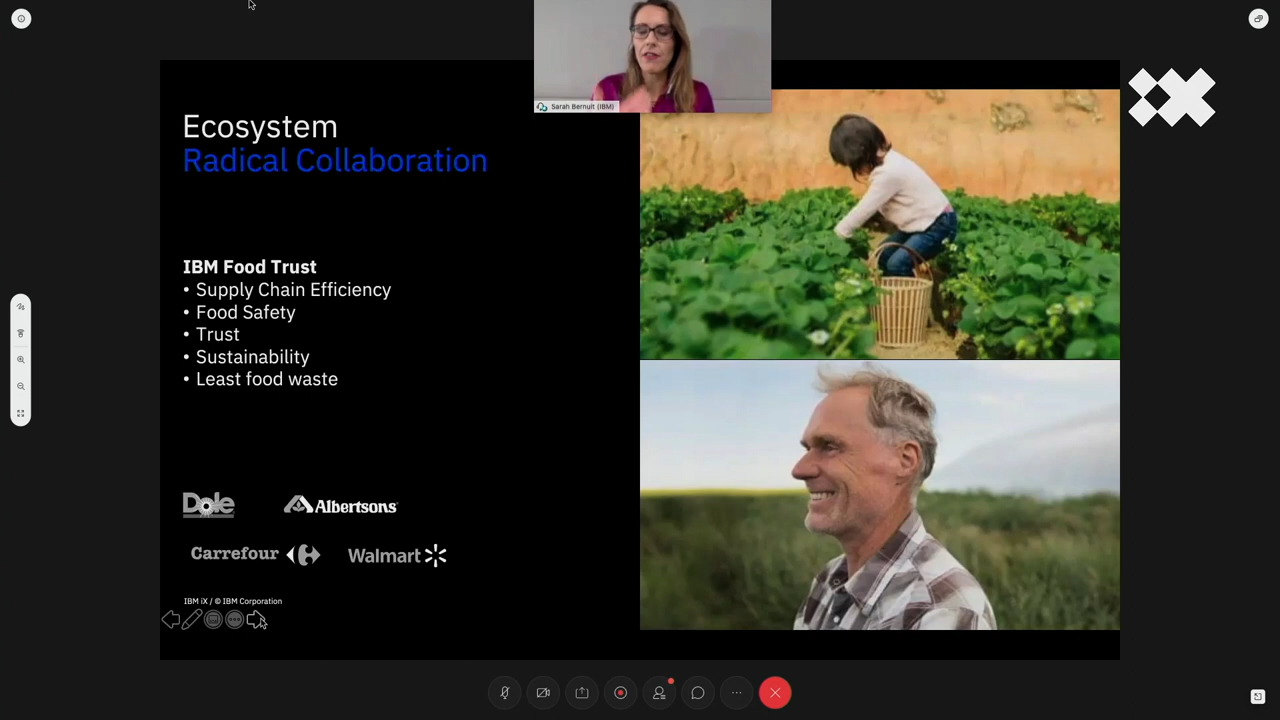 Sarah Bernuit (IBM)
Ecosystem
Radical Collaboration
IBM Food Trust
• Supply Chain Efficiency
• Food Safety
• Trust
• Sustainability
• Least food waste
Dole
Albertsons
Carrefour
Walmart
IBM iX / © IBM Corporation